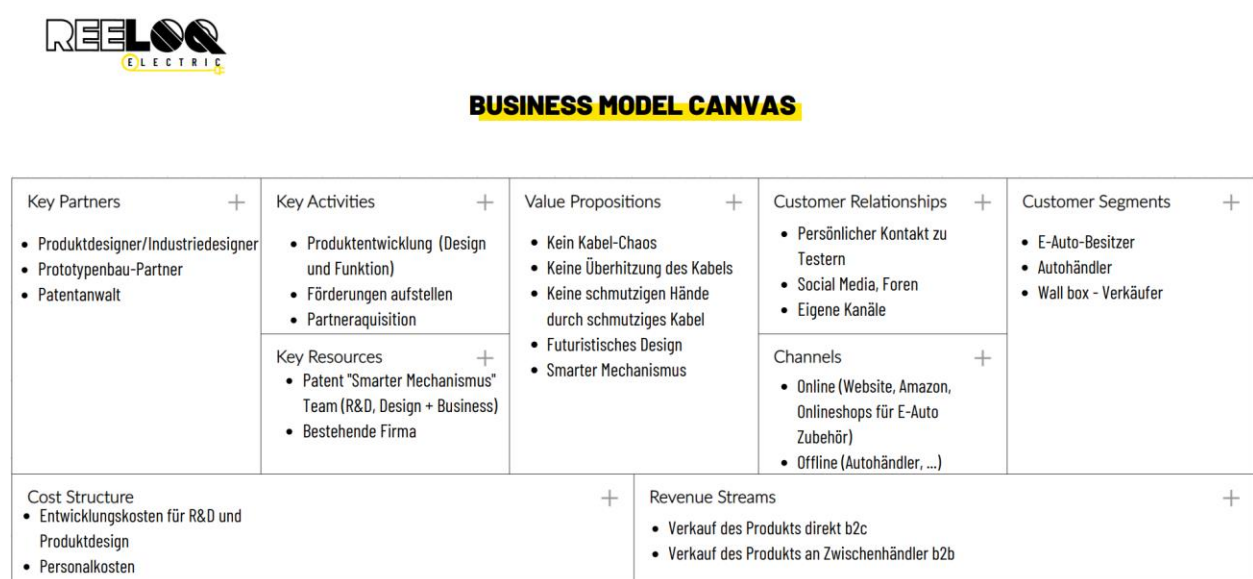 REELOQ
ELECTRIC
BUSINESS MODEL CANVAS
Key Partners +
• Produktdesigner/Industriedesigner
• Prototypenbau-Partner
• Patentanwalt
Key Activities +
• Produktentwicklung (Design
und Funktion)
• Förderungen aufstellen
• Partneraquisition
Key Resources +
• Patent "Smarter Mechanismus"
Team (R&D, Design + Business)
• Bestehende Firma
Value Propositions +
• Kein Kabel-Chaos
• Keine Überhitzung des Kabels
• Keine schmutzigen Hände
durch schmutziges Kabel
• Futuristisches Design
• Smarter Mechanismus
Customer Relationships +
• Persönlicher Kontakt zu
Testern
• Social Media, Foren
• Eigene Kanäle
Channels +
• Online (Website, Amazon,
Onlineshops für E-Auto
Zubehör)
• Offline (Autohändler, ...)
Customer Segments +
• E-Auto-Besitzer
• Autohändler
• Wall box - Verkäufer
Cost Structure +
• Entwicklungskosten für R&D und
Produktdesign
• Personalkosten
Revenue Streams +
• Verkauf des Produkts direkt b2c
• Verkauf des Produkts an Zwischenhändler b2b